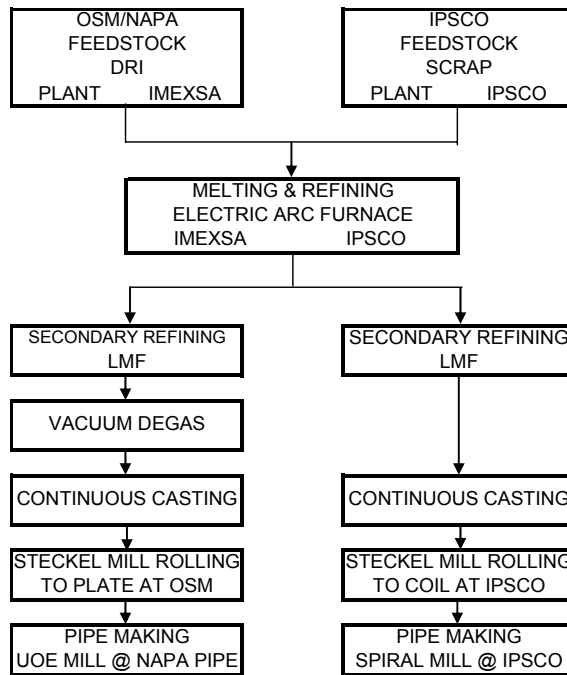 OSM/NAPA
FEEDSTOCK
DRI
PLANT IMEXSA
IPSCO
FEEDSTOCK
SCRAP
PLANT IPSCO
MELTING & REFINING
ELECTRIC ARC FURNACE
IMEXSA IPSCO
SECONDARY REFINING
LMF
VACUUM DEGAS
CONTINUOUS CASTING
STECKEL MILL ROLLING
TO PLATE AT OSM
PIPE MAKING
UOE MILL @ NAPA PIPE
SECONDARY REFINING
LMF
CONTINUOUS CASTING
STECKEL MILL ROLLING
TO COIL AT IPSCO
PIPE MAKING
SPIRAL MILL @ IPSCO